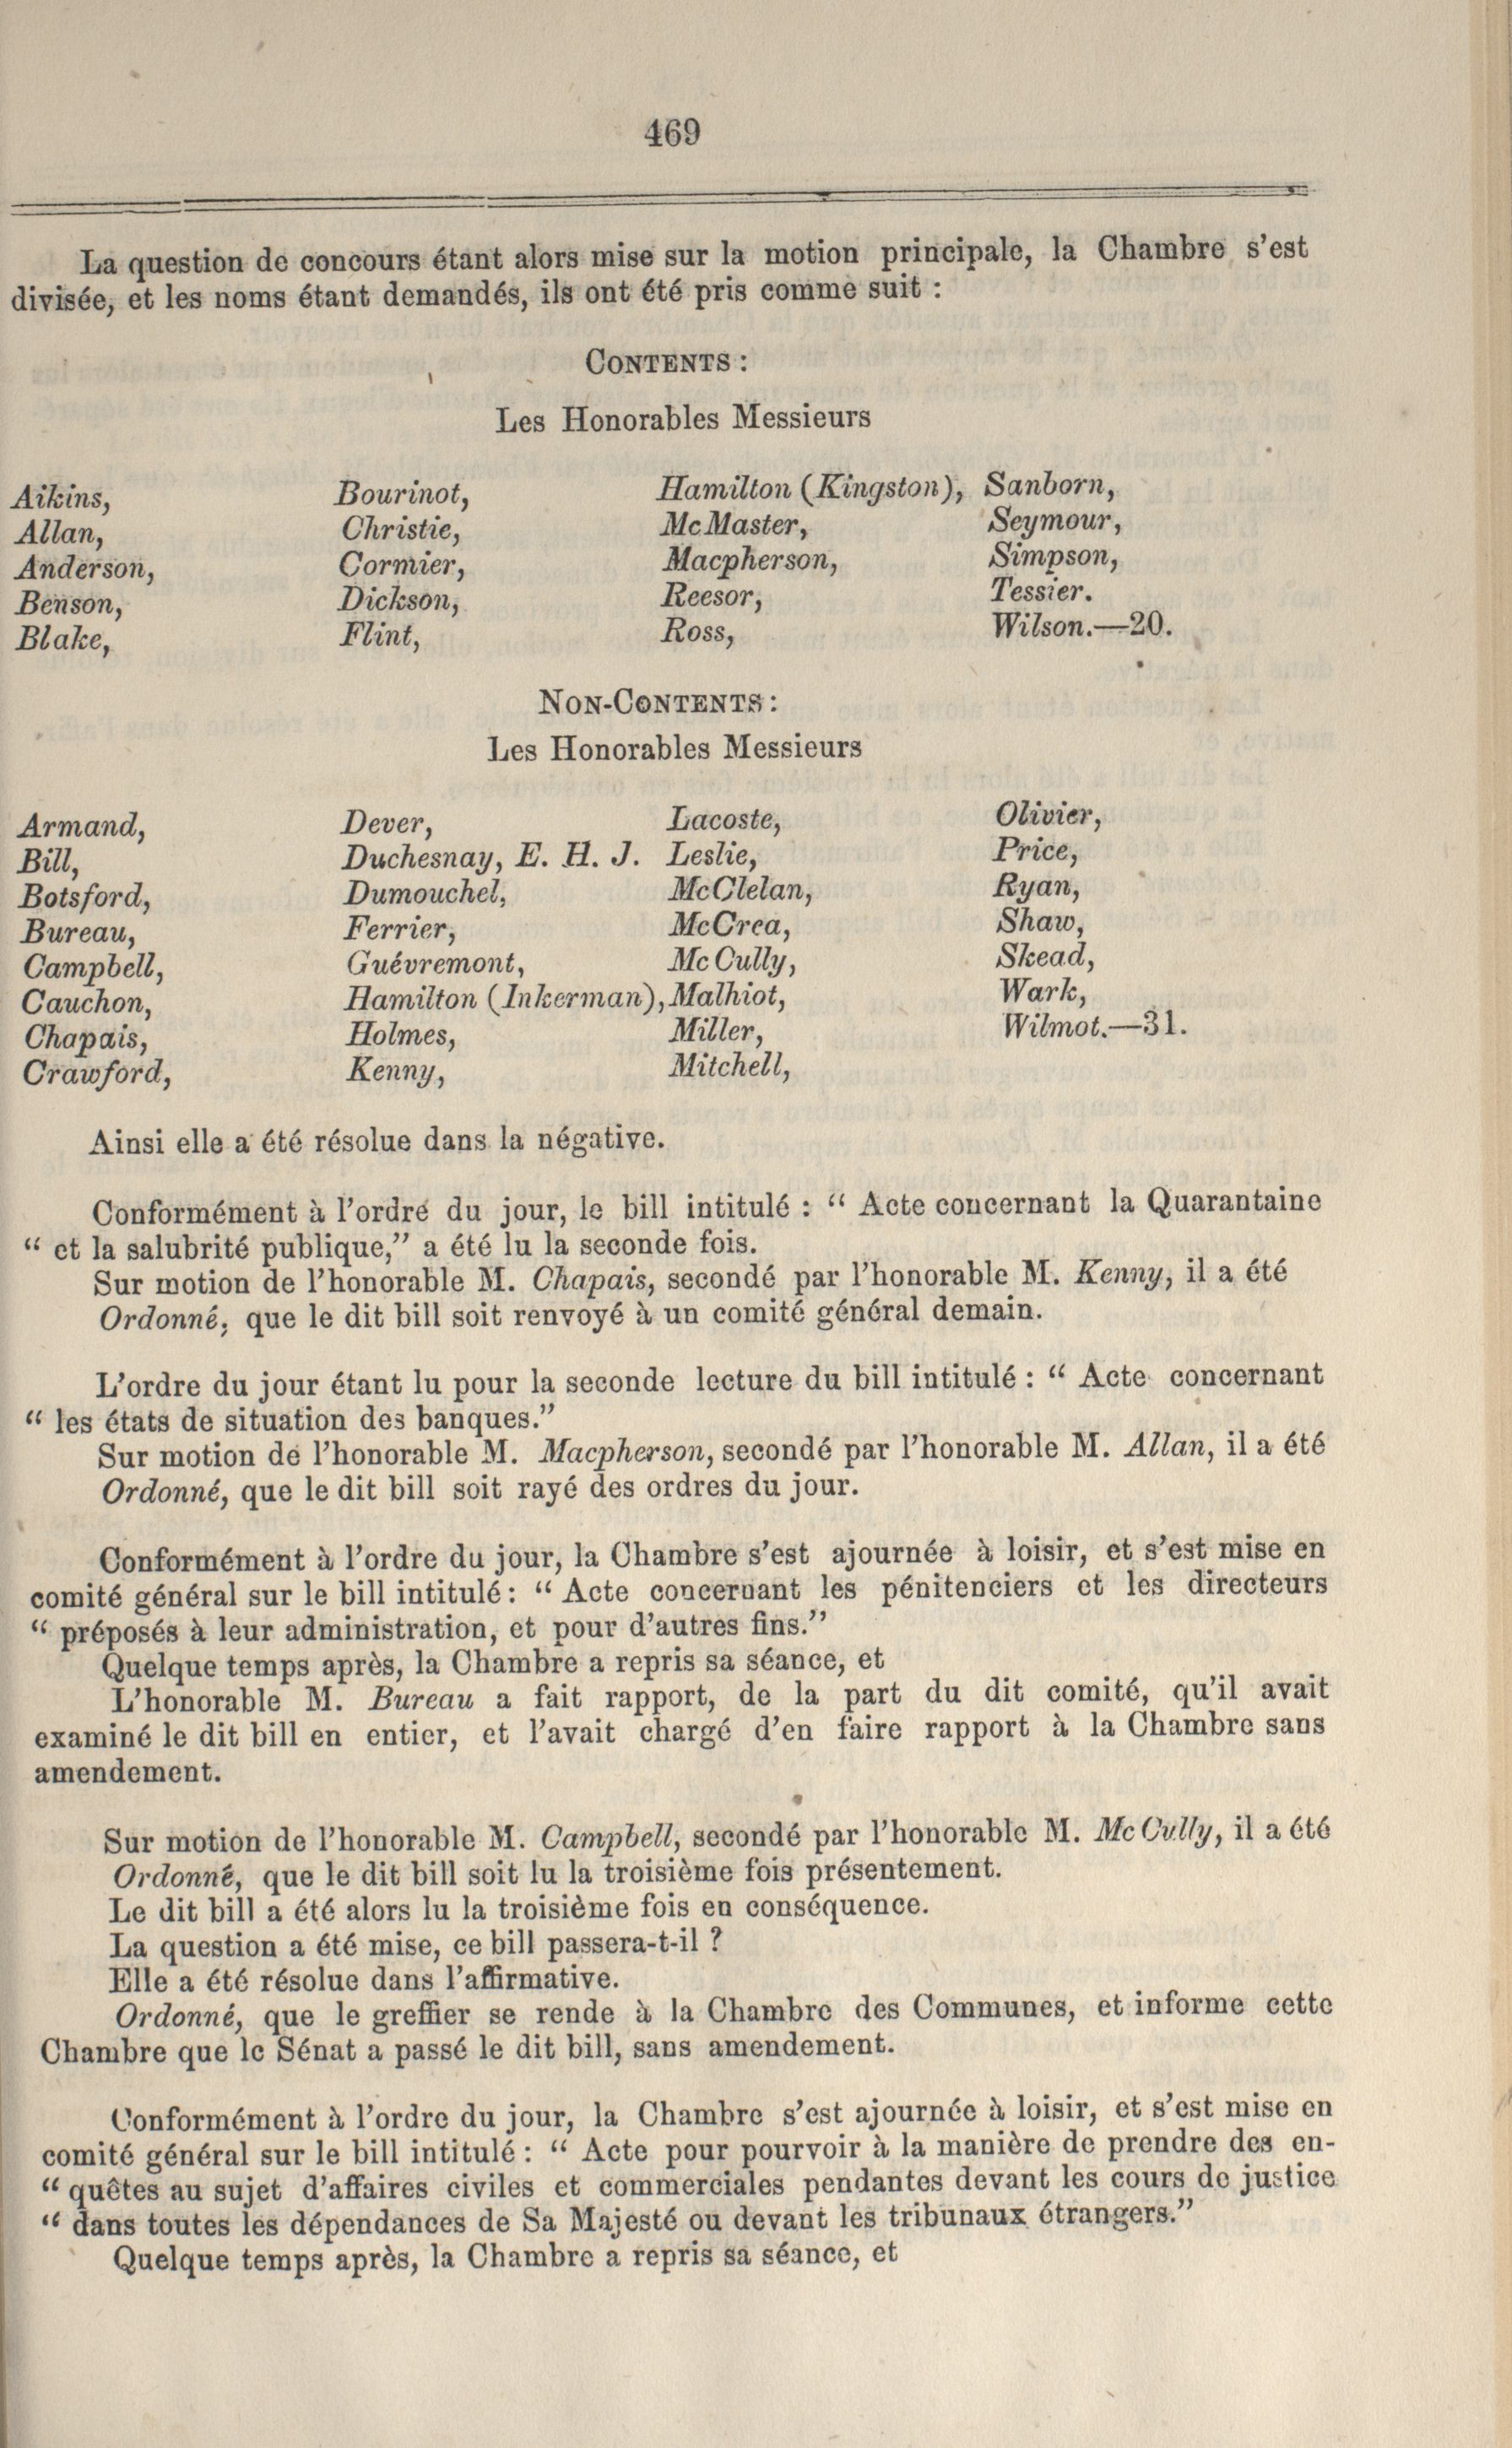 469
La question de concours étant alors mise sur la motion principale, la Chambre s'est
divisée, et les noms étant demandés, ils ont été pris comme suit :
CONTENTS :
Les Honorables Messieurs
Aikins, Bourinot, Hamilton (Kingston), Sanborn,
Allan, Christie, McMaster, Seymour,
Anderson, Cormier, Macpherson, Simpson,
Benson, Dickson, Reesor, Tessier.
Blake, Flint, Ross, Wilson.—20.
NON-CONTENTS :
Les Honorables Messieurs
Armand, Dever, Lacoste, Olivier,
Bill, Duchesnay, E. H. J. Leslie, Price,
Botsford, Dumouchel, McClelan, Ryan,
Bureau, Ferrier, McCrea, Shaw,
Campbell, Guévremont, McCully, Skead,
Cauchon, Hamilton (Inkerman), Malhiot, Wark,
Chapais, Holmes, Miller, Wilmot.—31.
Crawford, Kenny, Mitchell,
Ainsi elle a été résolue dans la négative.
Conformément à l'ordre du jour, le bill intitulé : “ Acte concernant la Quarantaine
“ et la salubrité publique,” a été lu la seconde fois.
Sur motion de l'honorable M. Chapais, secondé par l'honorable M. Kenny, il a été
Ordonné, que le dit bill soit renvoyé à un comité général demain.
L'ordre du jour étant lu pour la seconde lecture du bill intitulé : “ Acte concernant
“ les états de situation des banques.”
Sur motion de l'honorable M. Macpherson, secondé par l'honorable M. Allan, il a été
Ordonné, que le dit bill soit rayé des ordres du jour.
Conformément à l'ordre du jour, la Chambre s'est ajournée à loisir, et s'est mise en
comité général sur le bill intitulé : “ Acte concernant les pénitenciers et les directeurs
“ préposés à leur administration, et pour d'autres fins.”
Quelque temps après, la Chambre a repris sa séance, et
L'honorable M. Bureau a fait rapport, de la part du dit comité, qu'il avait
examiné le dit bill en entier, et l'avait chargé d'en faire rapport à la Chambre sans
amendement.
Sur motion de l'honorable M. Campbell, secondé par l'honorable M. McCully, il a été
Ordonné, que le dit bill soit lu la troisième fois présentement.
Le dit bill a été alors lu la troisième fois en conséquence.
La question a été mise, ce bill passera-t-il ?
Elle a été résolue dans l'affirmative.
Ordonné, que le greffier se rende à la Chambre des Communes, et informe cette
Chambre que le Sénat a passé le dit bill, sans amendement.
Conformément à l'ordre du jour, la Chambre s'est ajournée à loisir, et s'est mise en
comité général sur le bill intitulé : “ Acte pour pourvoir à la manière de prendre des en-
“ quêtes au sujet d'affaires civiles et commerciales pendantes devant les cours de justice
“ dans toutes les dépendances de Sa Majesté ou devant les tribunaux étrangers.”
Quelque temps après, la Chambre a repris sa séance, et